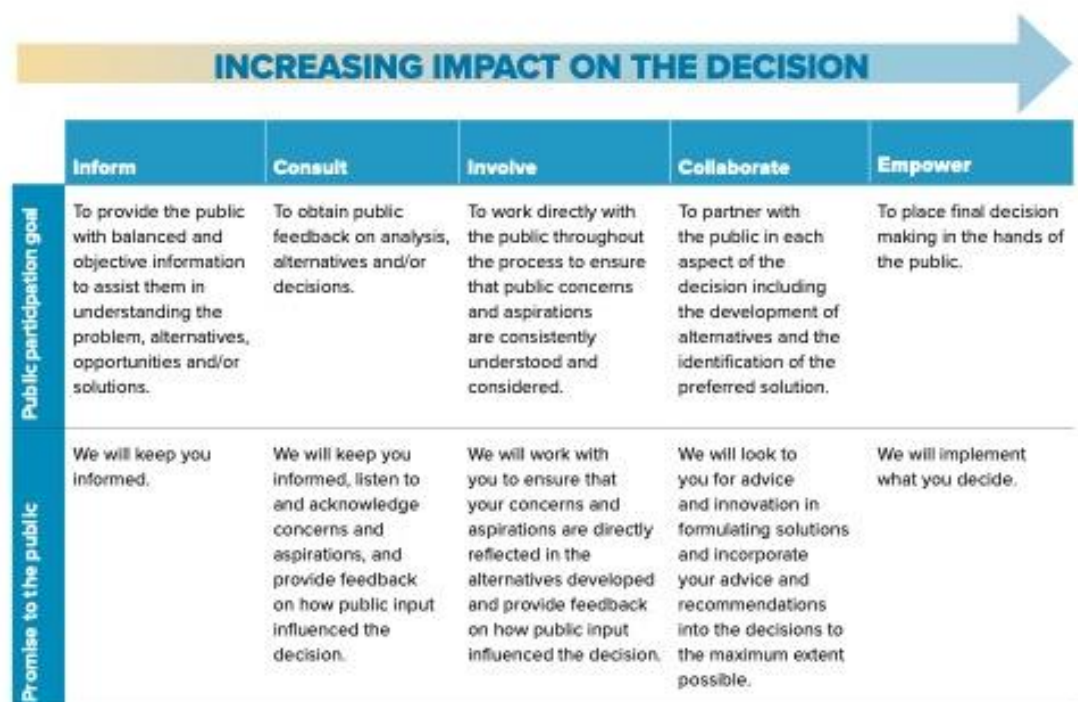 INCREASING IMPACT ON THE DECISION
Inform
Consult
Involve
Collaborate
Empower
Public participation goal
To provide the public
with balanced and
objective information
to assist them in
understanding the
problem, alternatives,
opportunities and/or
solutions.
To obtain public
feedback on analysis,
alternatives and/or
decisions.
To work directly with
the public throughout
the process to ensure
that public concerns
and aspirations
are consistently
understood and
considered.
To partner with
the public in each
aspect of the
decision including
the development of
alternatives and the
identification of the
preferred solution.
To place final decision
making in the hands of
the public.
Promise to the public
We will keep you
informed.
We will keep you
informed, listen to
and acknowledge
concerns and
aspirations, and
provide feedback
on how public input
influenced the
decision.
We will work with
you to ensure that
your concerns and
aspirations are directly
reflected in the
alternatives developed
and provide feedback
on how public input
influenced the decision.
We will look to
you for advice
and innovation in
formulating solutions
and incorporate
your advice and
recommendations
into the decisions to
the maximum extent
possible.
We will implement
what you decide.